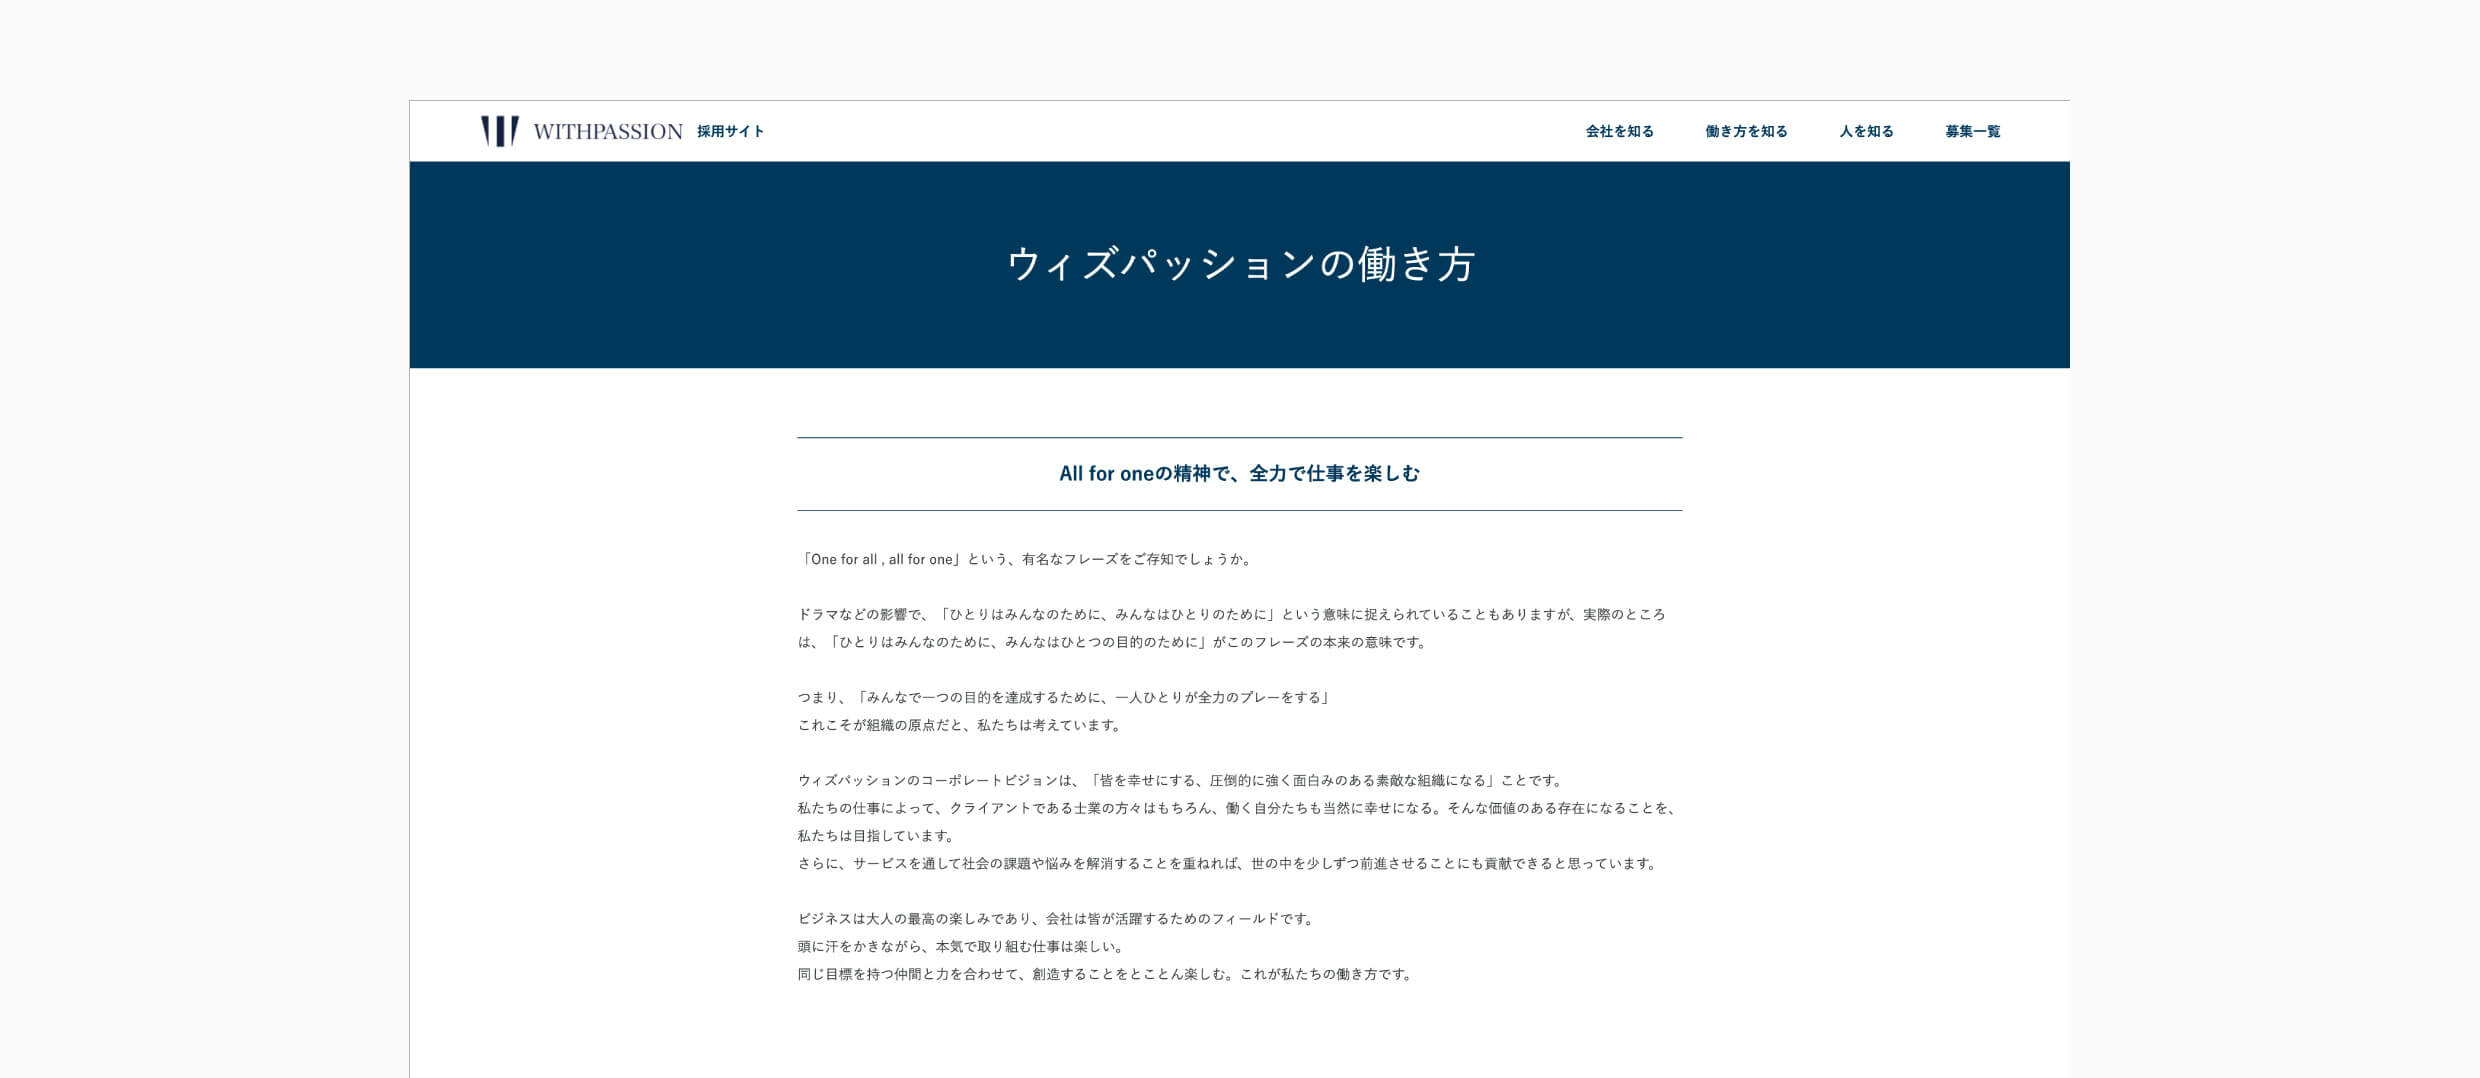 WITHPASSION 採用サイト
会社を知る 働き方を知る 人を知る 募集一覧
ウィズパッションの働き方
All for oneの精神で、全力で仕事を楽しむ
「One for all , all for one」という、有名なフレーズをご存知でしょうか。
ドラマなどの影響で、「ひとりはみんなのために、みんなはひとりのために」という意味に捉えられていることもありますが、実際のところ
は、「ひとりはみんなのために、みんなはひとつの目的のために」がこのフレーズの本来の意味です。
つまり、「みんなで一つの目的を達成するために、一人ひとりが全力のプレーをする」
これこそが組織の原点だと、私たちは考えています。
ウィズパッションのコーポレートビジョンは、「皆を幸せにする、圧倒的に強く面白みのある素敵な組織になる」ことです。
私たちの仕事によって、クライアントである士業の方々はもちろん、働く自分たちも当然に幸せになる。そんな価値のある存在になることを、
私たちは目指しています。
さらに、サービスを通して社会の課題や悩みを解消することを重ねれば、世の中を少しずつ前進させることにも貢献できると思っています。
ビジネスは大人の最高の楽しみであり、会社は皆が活躍するためのフィールドです。
頭に汗をかきながら、本気で取り組む仕事は楽しい。
同じ目標を持つ仲間と力を合わせて、創造することをとことん楽しむ。これが私たちの働き方です。